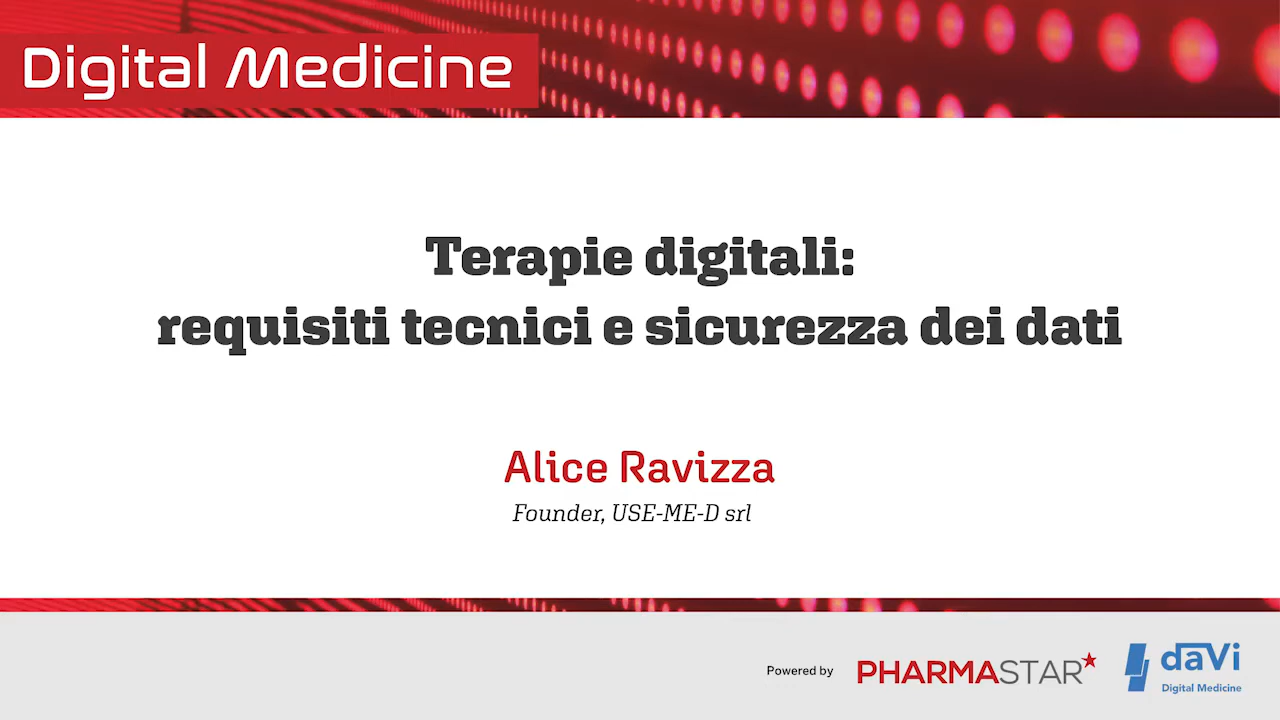 Digital Medicine
Terapie digitali:
requisiti tecnici e sicurezza dei dati
Alice Ravizza
Founder, USE-ME-D srl
Powered by
PHARMASTAR
daVi
Digital Medicine